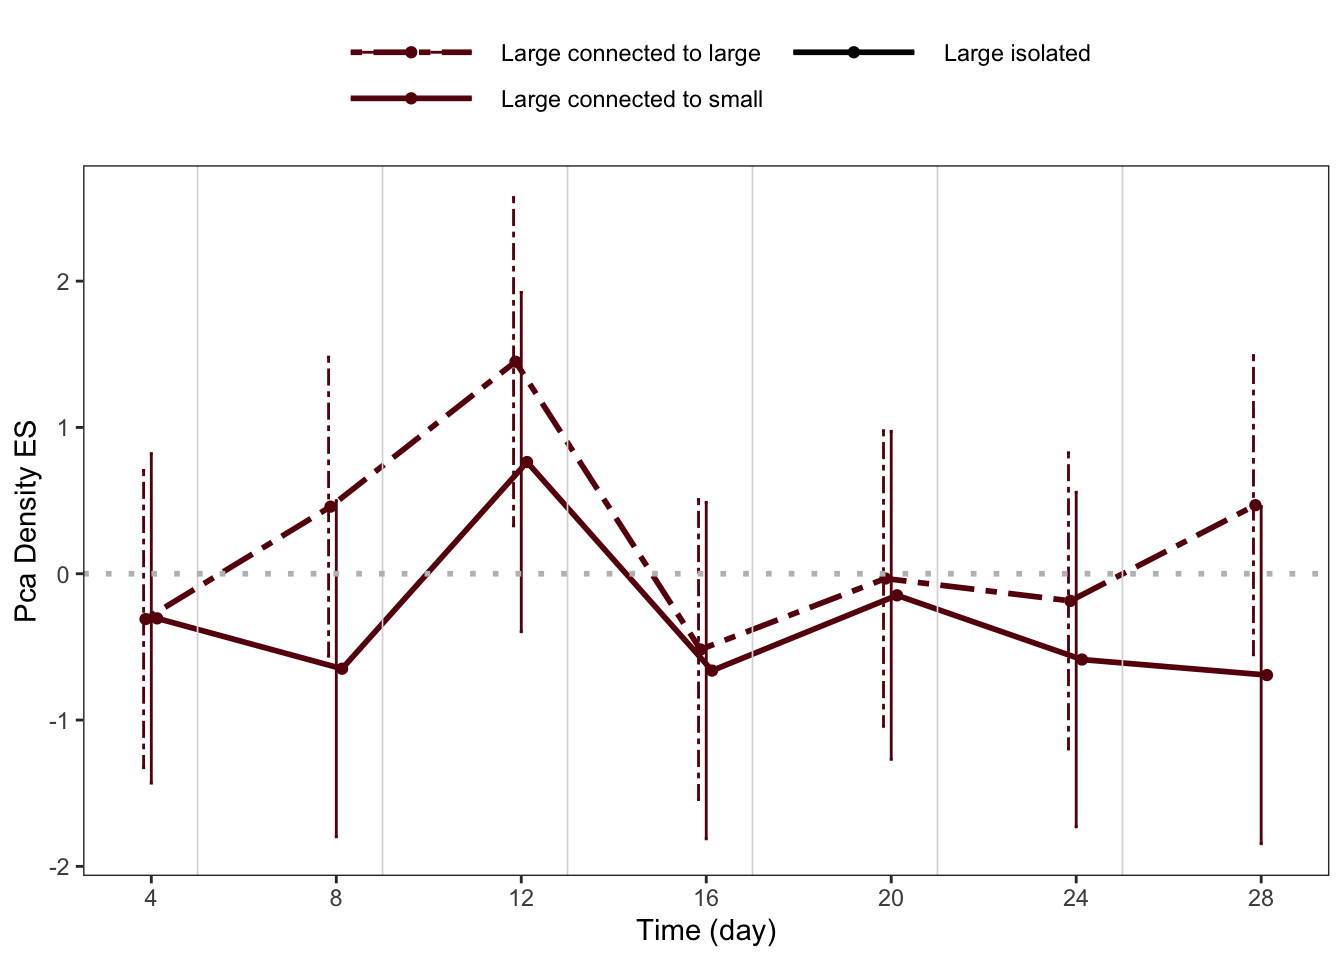 Large connected to large
Large isolated
Large connected to small
Pca Density ES
2
1
0
-1
-2
4
8
12
16
20
24
28
Time (day)